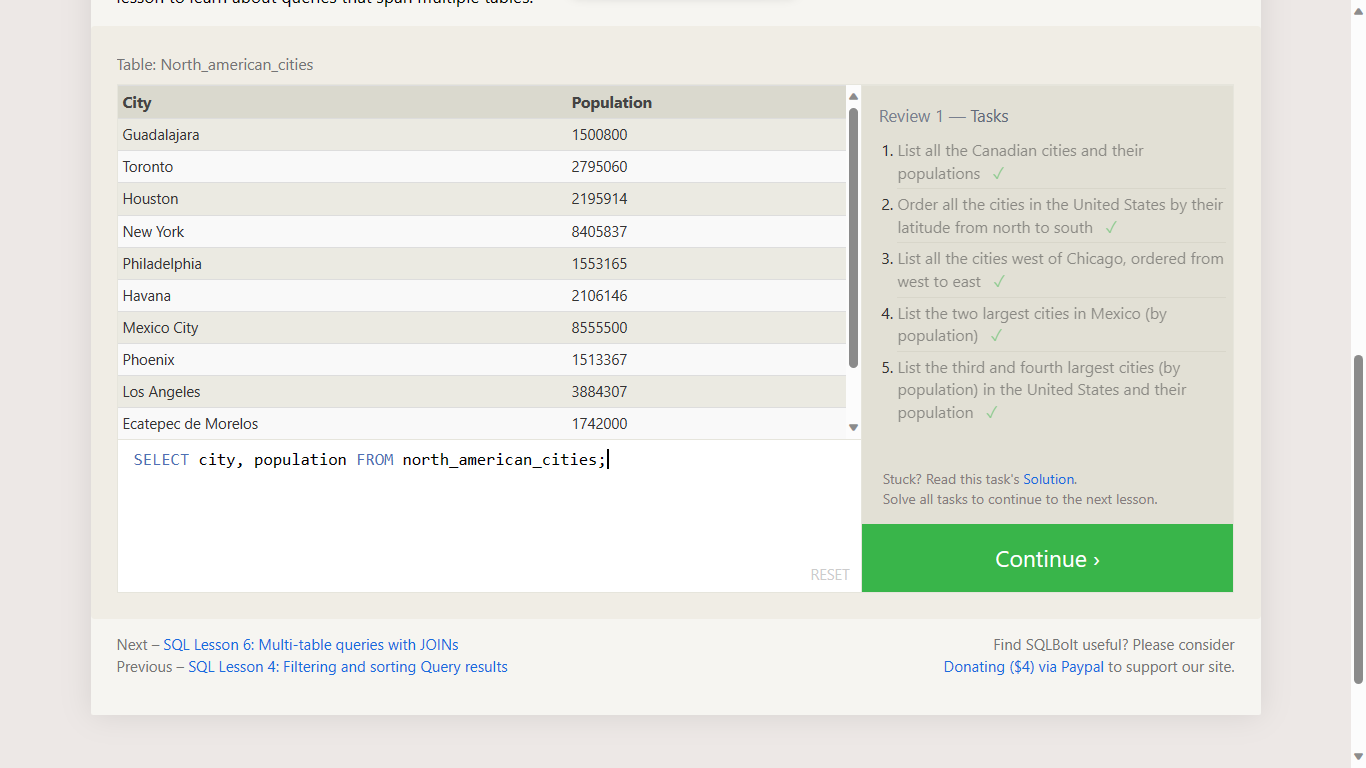 lesson to learn about queries that span multiple tables.
Table: North_american_cities
City Population
Guadalajara 1500800
Toronto 2795060
Houston 2195914
New York 8405837
Philadelphia 1553165
Havana 2106146
Mexico City 8555500
Phoenix 1513367
Los Angeles 3884307
Ecatepec de Morelos 1742000
SELECT city, population FROM north_american_cities;
RESET
Review 1 — Tasks
1. List all the Canadian cities and their
populations ✓
2. Order all the cities in the United States by their
latitude from north to south ✓
3. List all the cities west of Chicago, ordered from
west to east ✓
4. List the two largest cities in Mexico (by
population) ✓
5. List the third and fourth largest cities (by
population) in the United States and their
population ✓
Stuck? Read this task's Solution.
Solve all tasks to continue to the next lesson.
Continue ›
Next – SQL Lesson 6: Multi-table queries with JOINs
Previous – SQL Lesson 4: Filtering and sorting Query results
Find SQLBolt useful? Please consider
Donating ($4) via Paypal to support our site.